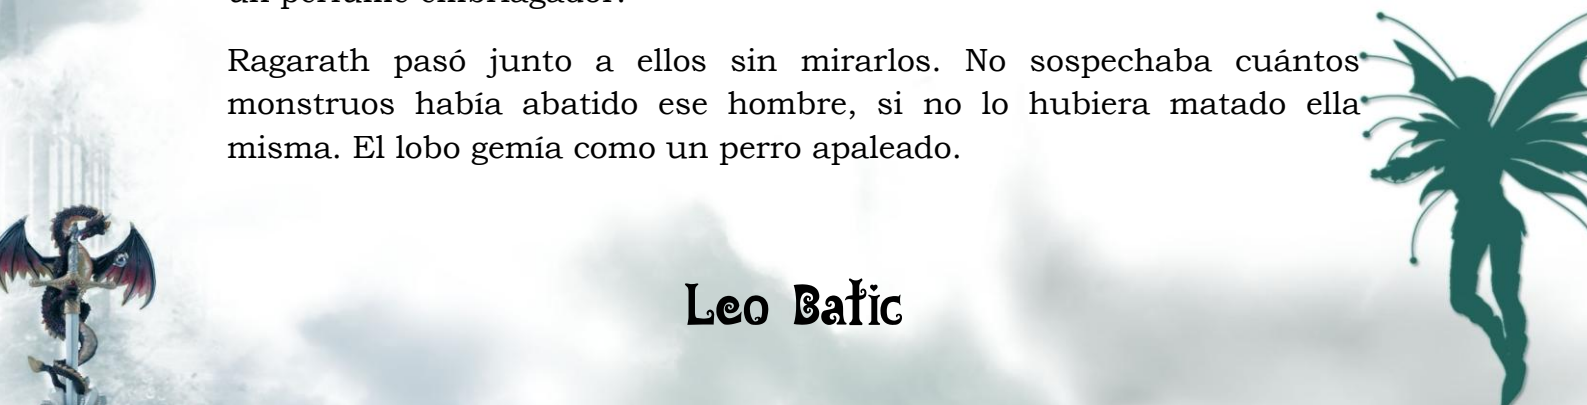 Ragarath pasó junto a ellos sin mirarlos. No sospechaba cuántos
monstruos había abatido ese hombre, si no lo hubiera matado ella
misma. El lobo gemía como un perro apaleado.
Leo Batic